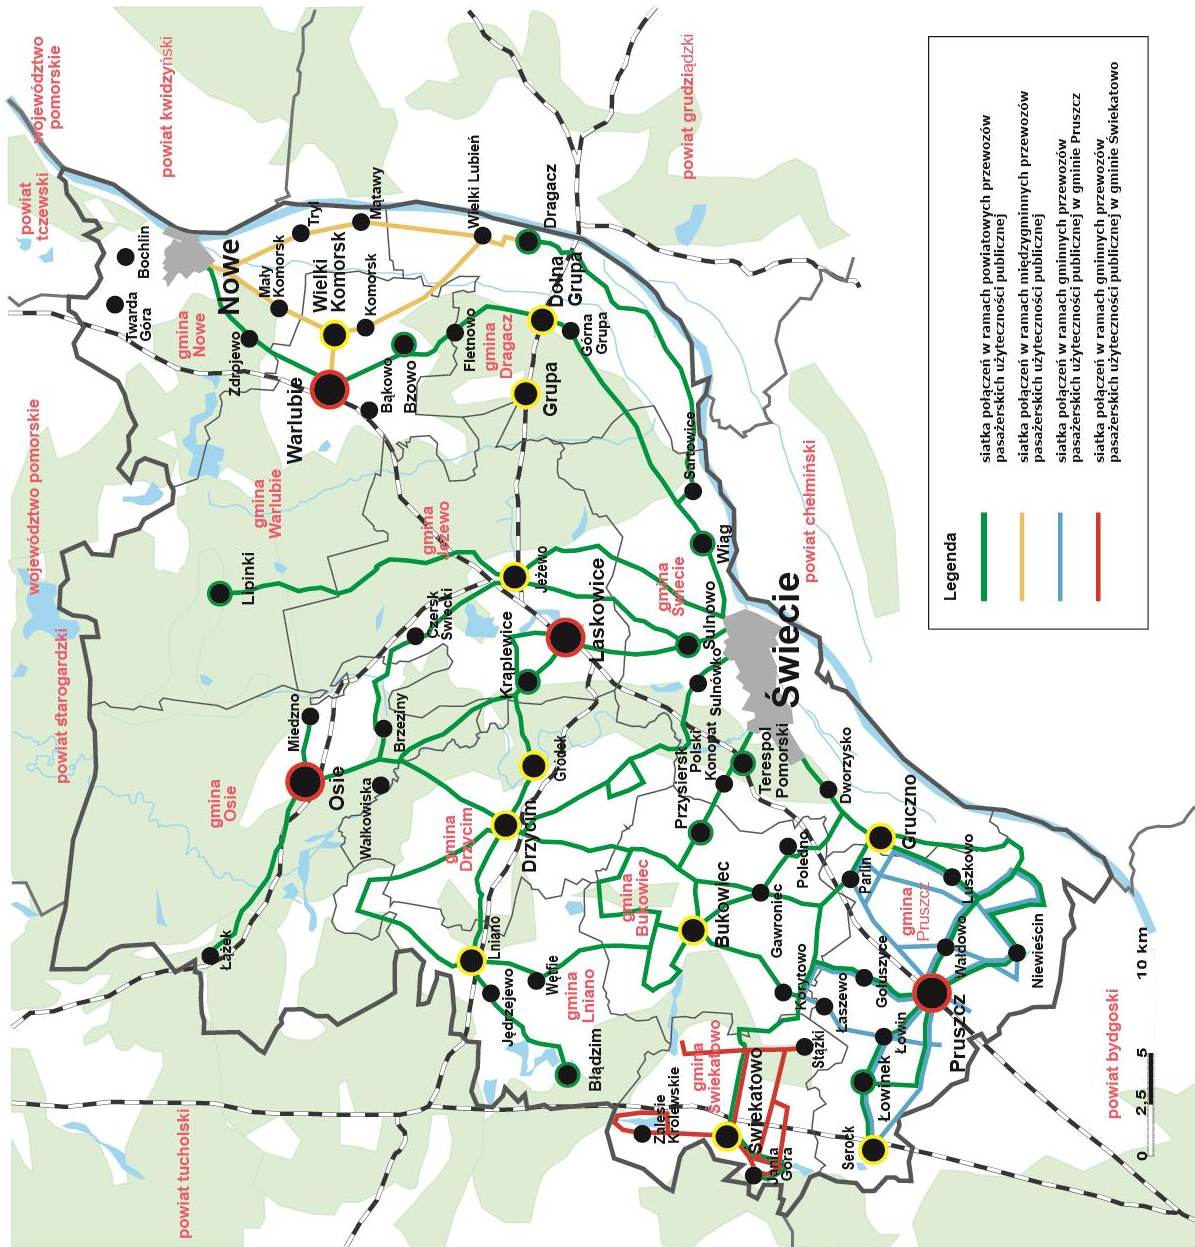 województwo
pomorskie
powiat kwidzyński
powiat
tczewski
powiat grudziądzki
województwo pomorskie
powiat starogardzki
powiat chełmiński
powiat tucholski
powiat bydgoski
gmina
Nowe
gmina
Warlubie
gmina
Dragacz
gmina
Jeżewo
gmina
Świecie
gmina
Osie
gmina
Drzycim
gmina
Bukowiec
gmina
Lniano
gmina
Pruszcz
gmina
Świekatowo
Bochlin
Twarda
Góra
Nowe
Tryl
Mątawy
Wielki Lubień
Dragacz
Mały
Komorsk
Wielki
Komorsk
Komorsk
Zdrojewo
Warlubie
Bąkowo
Bzowo
Fletnowo
Dolna
Grupa
Górna
Grupa
Grupa
Sartowice
Wiąg
Lipinki
Jeżewo
Czersk
Świecki
Laskowice
Krąplewice
Sulnowo
Sulnówko
Świecie
Miedzno
Osie
Brzeziny
Wałkowiska
Gródek
Drzycim
Polski
Konopat
Przysiersk
Terespol
Pomorski
Dworzysko
Gruczno
Łążek
Lniano
Jędrzejewo
Wętfie
Błądzim
Bukowiec
Gawroniec
Poledno
Parlin
Luszkowo
Wałdowo
Niewieścin
Korytowo
Gołuszyce
Łaszewo
Pruszcz
Łowin
Łowinek
Stążki
Serock
Świekatowo
Zalesie
Królewskie
Jania
Góra
Legenda
siatka połączeń w ramach powiatowych przewozów
pasażerskich użyteczności publicznej
siatka połączeń w ramach międzygminnych przewozów
pasażerskich użyteczności publicznej
siatka połączeń w ramach gminnych przewozów
pasażerskich użyteczności publicznej w gminie Pruszcz
siatka połączeń w ramach gminnych przewozów
pasażerskich użyteczności publicznej w gminie Świekatowo
0 2,5 5 10 km